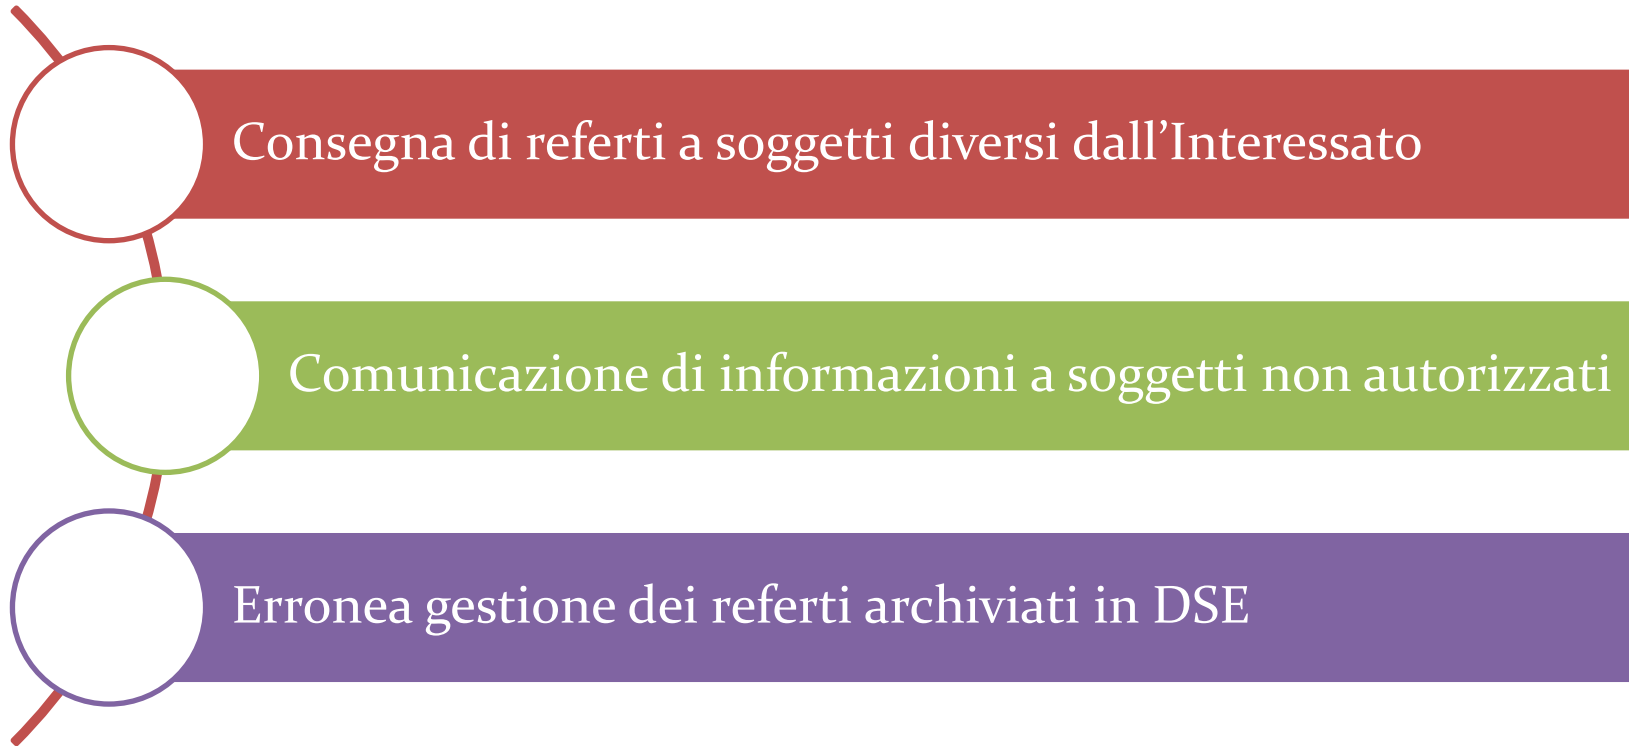 Consegna di referti a soggetti diversi dall’Interessato
Comunicazione di informazioni a soggetti non autorizzati
Erronea gestione dei referti archiviati in DSE